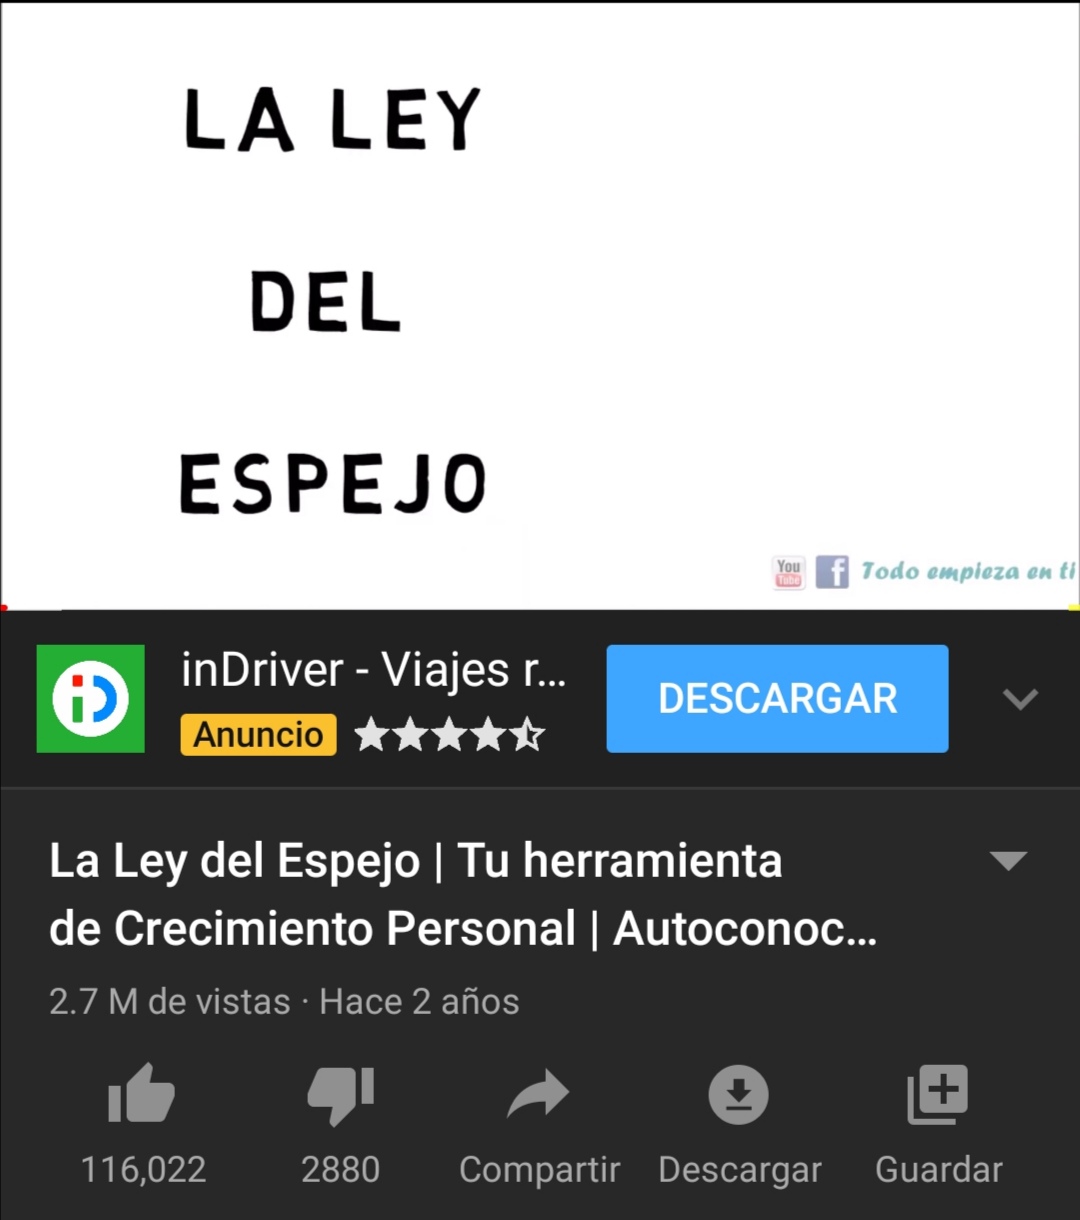 LA LEY
DEL
ESPEJO
You Tube f Todo empieza en ti
iD inDriver - Viajes r...
DESCARGAR
Anuncio
La Ley del Espejo | Tu herramienta
de Crecimiento Personal | Autoconoc...
2.7 M de vistas · Hace 2 años
116,022 2880 Compartir Descargar Guardar